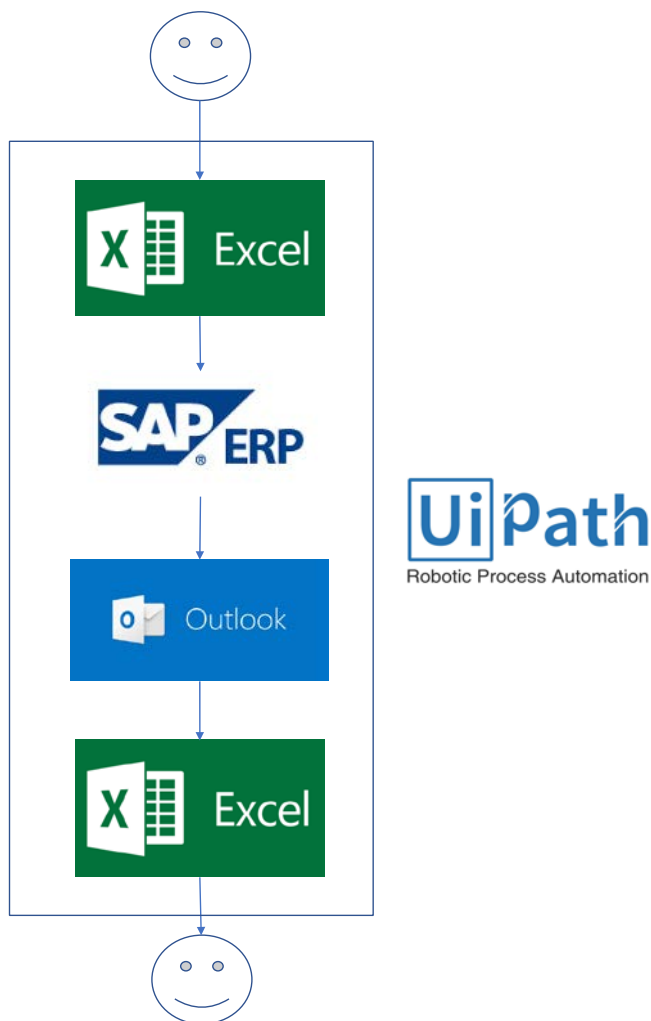 X Excel
SAP
® ERP
O Outlook
UiPath
Robotic Process Automation
X Excel